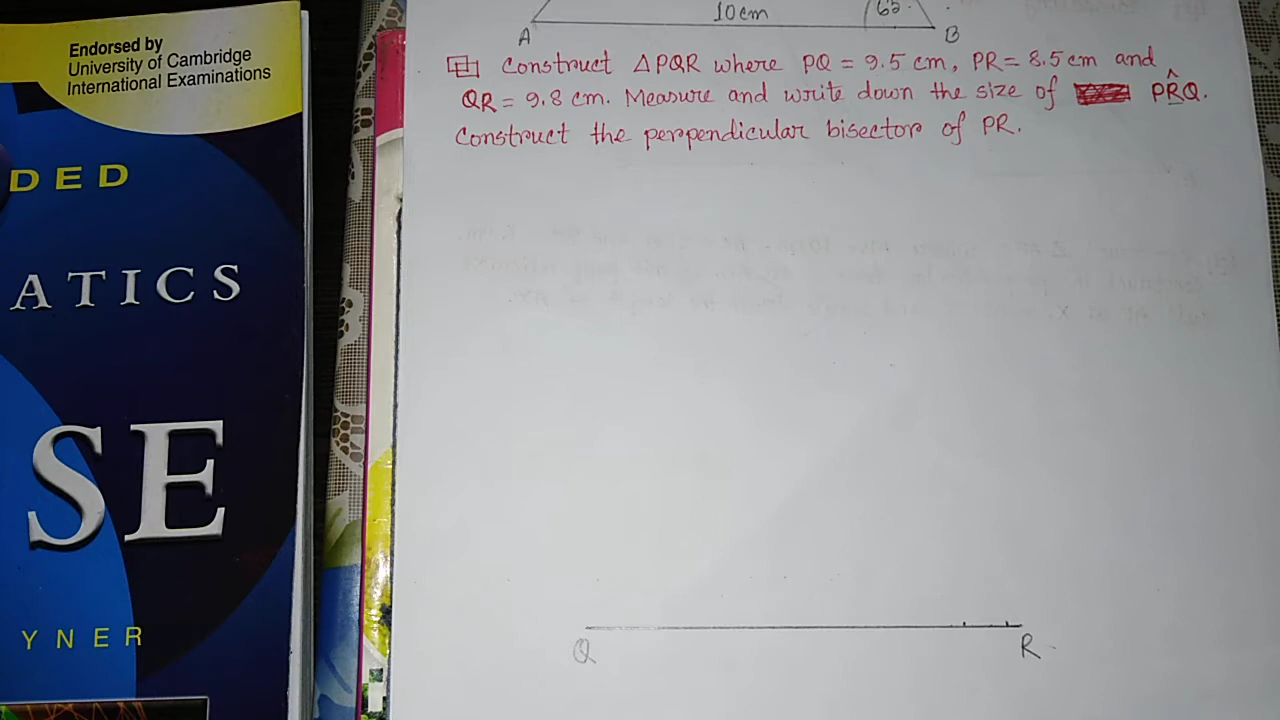 Endorsed by
University of Cambridge
International Examinations
DED
ATICS
SE
YNER
10cm
A
B
Construct △PQR where PQ = 9.5 cm, PR = 8.5 cm and
QR = 9.8 cm. Measure and write down the size of PR̂Q.
Construct the perpendicular bisector of PR.
Q
R